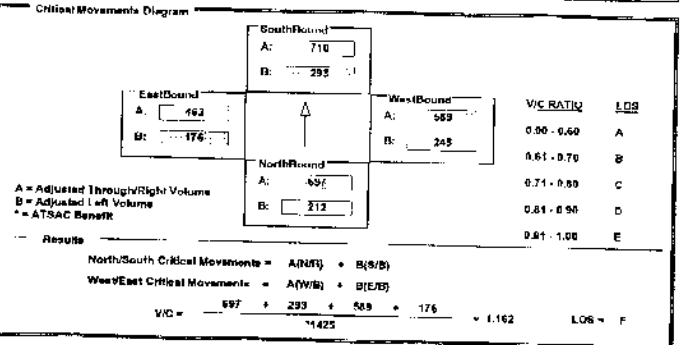 Critical Movements Diagram
SouthBound
A: 710
B: 293
EastBound
A: 462
B: 176
WestBound
A: 589
B: 248
NorthBound
A: 697
B: 212
V/C RATIO LOS
0.00 - 0.60 A
0.61 - 0.70 B
0.71 - 0.80 C
0.81 - 0.90 D
0.91 - 1.00 E
A = Adjusted Through/Right Volume
B = Adjusted Left Volume
* = ATSAC Benefit
Results
North/South Critical Movements = A(N/B) + B(S/B)
West/East Critical Movements = A(W/B) + B(E/B)
V/C = 697 + 293 + 589 + 176 = 1.162 LOS = F
*1425